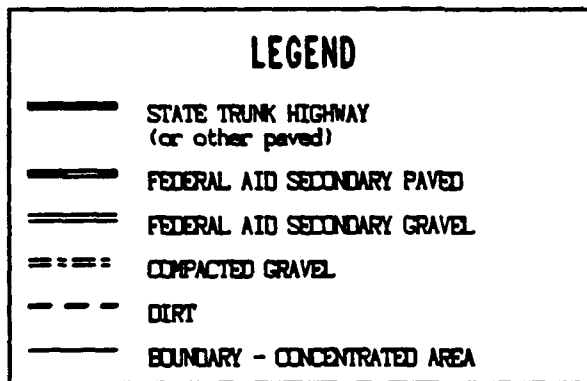 LEGEND
STATE TRUNK HIGHWAY
(or other paved)
FEDERAL AID SECONDARY PAVED
FEDERAL AID SECONDARY GRAVEL
COMPACTED GRAVEL
DIRT
BOUNDARY - CONCENTRATED AREA